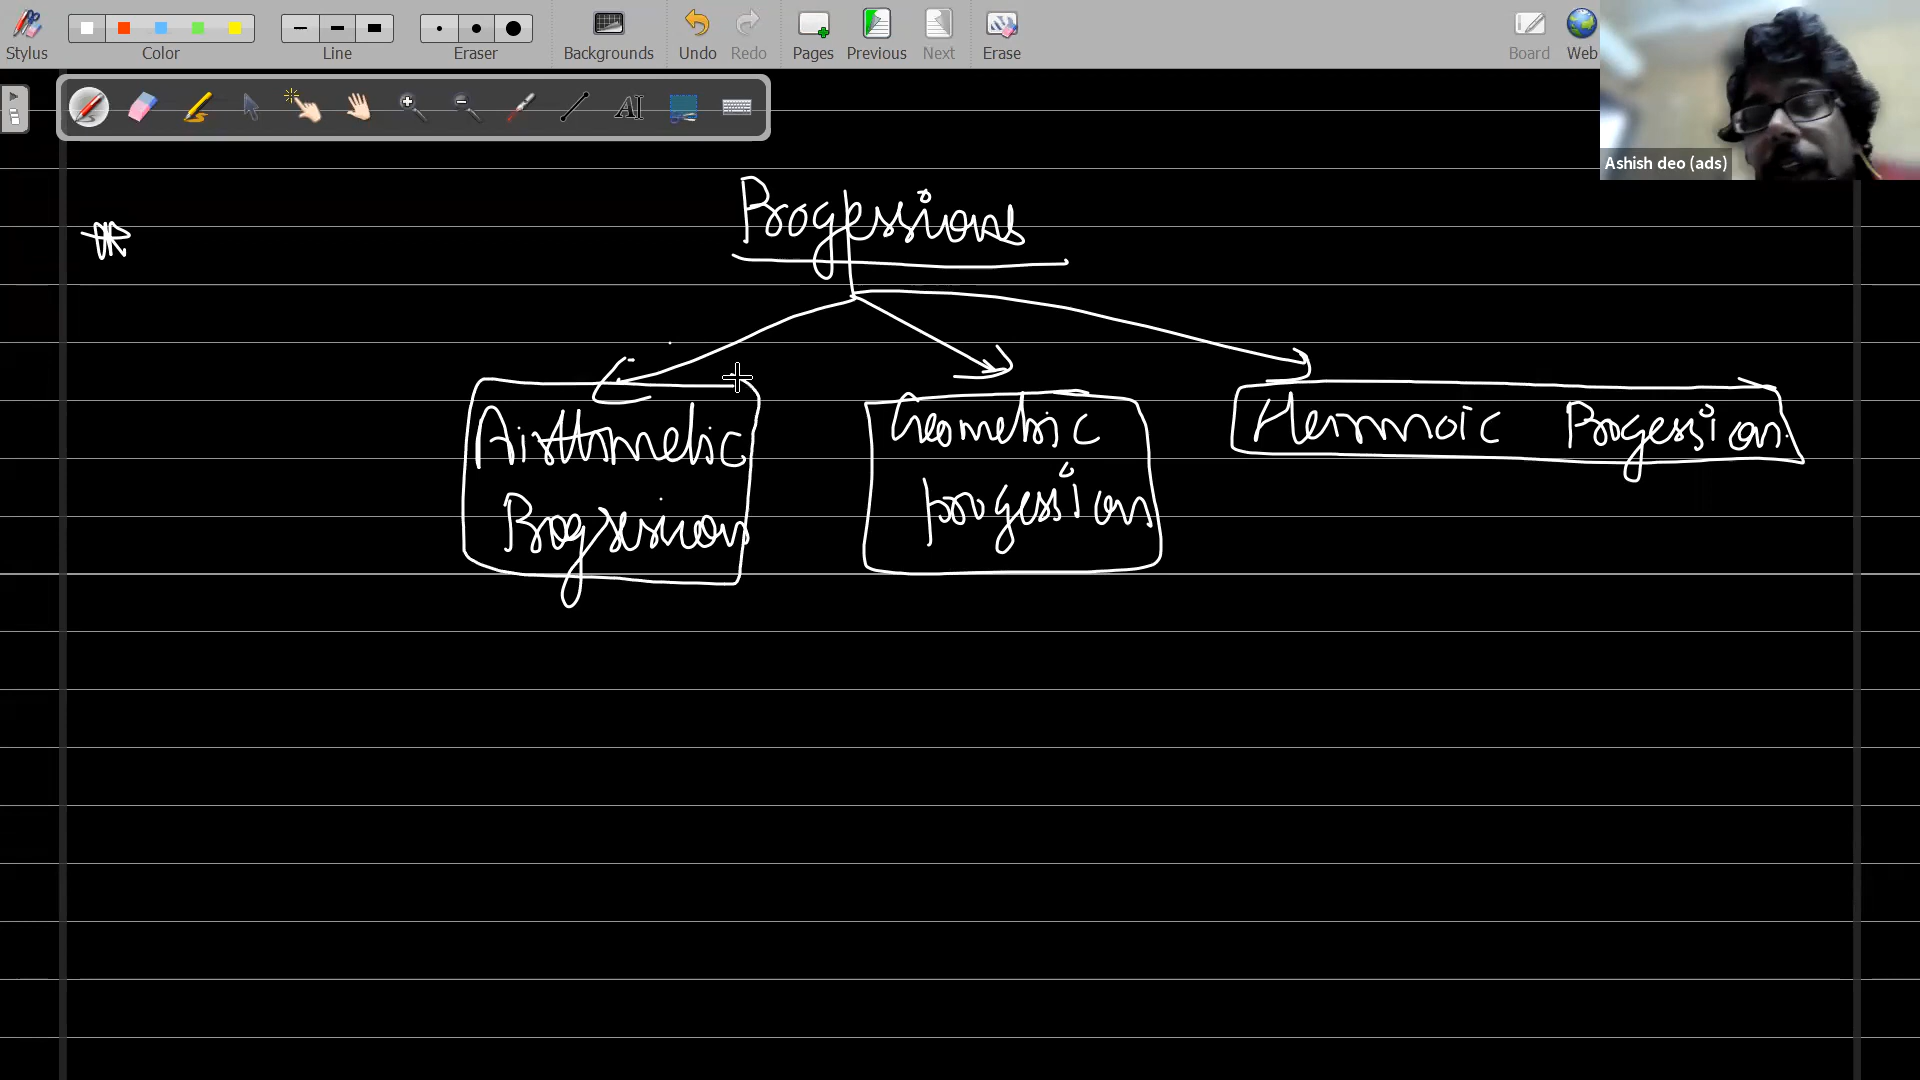 Stylus
Color
Line
Eraser
Backgrounds
Undo
Redo
Pages
Previous
Next
Erase
Board
Web
Ashish deo (ads)
Progessions
Airthmetic
Progression
Geometric
progession
Harmnoic Progession